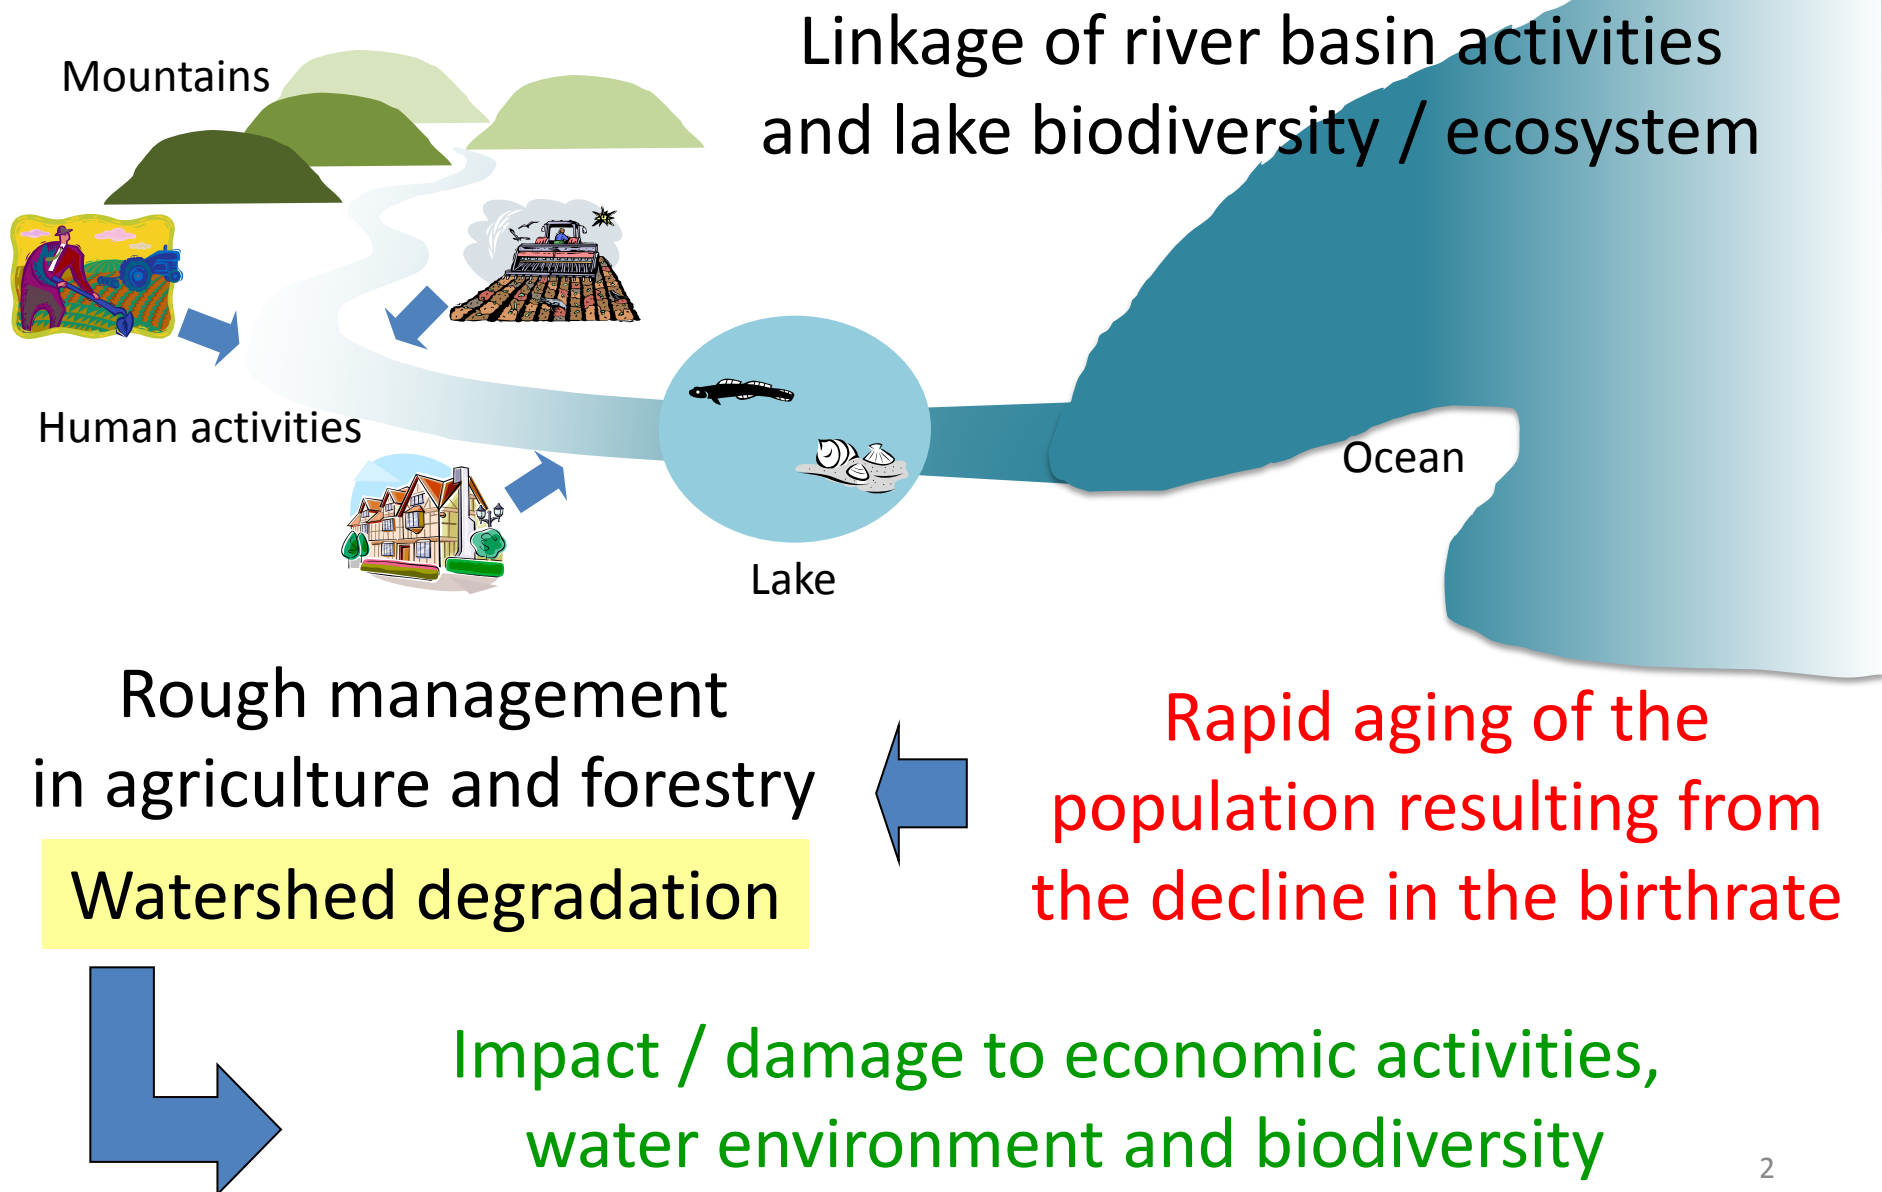 Linkage of river basin activities
and lake biodiversity / ecosystem
Mountains
Human activities
Lake
Ocean
Rough management
in agriculture and forestry
Watershed degradation
Rapid aging of the
population resulting from
the decline in the birthrate
Impact / damage to economic activities,
water environment and biodiversity
2